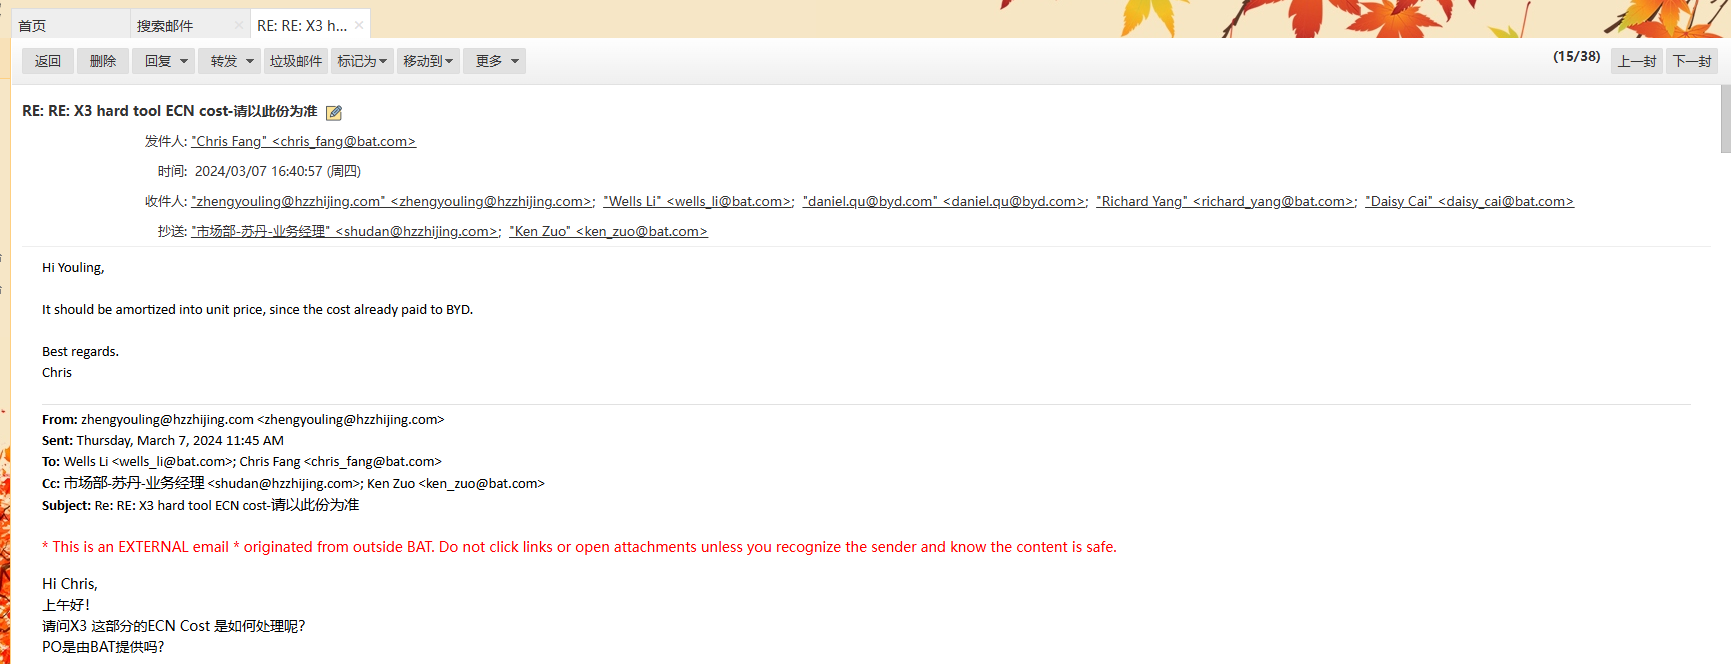 首页 搜索邮件 RE: RE: X3 h...
返回 删除 回复 转发 垃圾邮件 标记为 移动到 更多 (15/38) 上一封 下一封
RE: RE: X3 hard tool ECN cost-请以此份为准
发件人: "Chris Fang" <chris_fang@bat.com>
时间: 2024/03/07 16:40:57 (周四)
收件人: "zhengyouling@hzzhijing.com" <zhengyouling@hzzhijing.com>; "Wells Li" <wells_li@bat.com>; "daniel.qu@byd.com" <daniel.qu@byd.com>; "Richard Yang" <richard_yang@bat.com>; "Daisy Cai" <daisy_cai@bat.com>
抄送: "市场部-苏丹-业务经理" <shudan@hzzhijing.com>; "Ken Zuo" <ken_zuo@bat.com>
Hi Youling,
It should be amortized into unit price, since the cost already paid to BYD.
Best regards.
Chris
From: zhengyouling@hzzhijing.com <zhengyouling@hzzhijing.com>
Sent: Thursday, March 7, 2024 11:45 AM
To: Wells Li <wells_li@bat.com>; Chris Fang <chris_fang@bat.com>
Cc: 市场部-苏丹-业务经理 <shudan@hzzhijing.com>; Ken Zuo <ken_zuo@bat.com>
Subject: Re: RE: X3 hard tool ECN cost-请以此份为准
* This is an EXTERNAL email * originated from outside BAT. Do not click links or open attachments unless you recognize the sender and know the content is safe.
Hi Chris,
上午好!
请问X3 这部分的ECN Cost 是如何处理呢?
PO是由BAT提供吗?